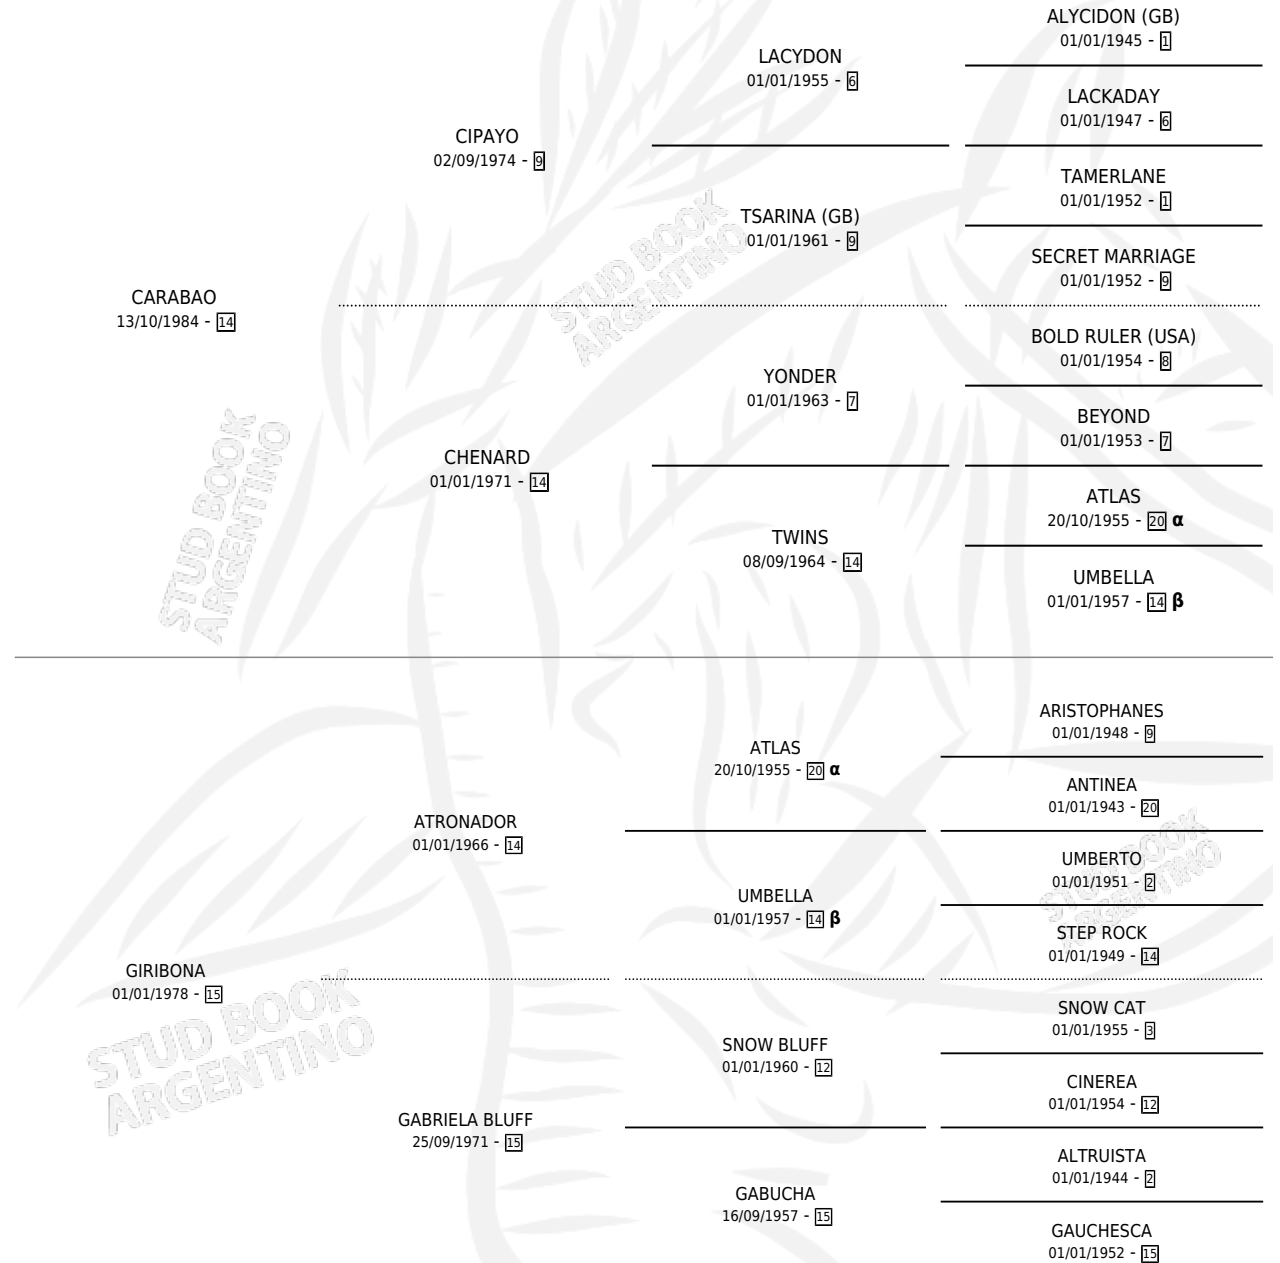 ALYCIDON (GB)
01/01/1945 - 1
LACYDON
01/01/1955 - 6
LACKADAY
01/01/1947 - 6
CIPAYO
02/09/1974 - 9
TAMERLANE
01/01/1952 - 1
TSARINA (GB)
01/01/1961 - 9
SECRET MARRIAGE
01/01/1952 - 9
CARABAO
13/10/1984 - 14
BOLD RULER (USA)
01/01/1954 - 8
YONDER
01/01/1963 - 7
BEYOND
01/01/1953 - 7
CHENARD
01/01/1971 - 14
ATLAS
20/10/1955 - 20 α
TWINS
08/09/1964 - 14
UMBELLA
01/01/1957 - 14 β
ARISTOPHANES
01/01/1948 - 9
ATLAS
20/10/1955 - 20 α
ANTINEA
01/01/1943 - 20
ATRONADOR
01/01/1966 - 14
UMBERTO
01/01/1951 - 2
UMBELLA
01/01/1957 - 14 β
STEP ROCK
01/01/1949 - 14
GIRIBONA
01/01/1978 - 15
SNOW CAT
01/01/1955 - 3
SNOW BLUFF
01/01/1960 - 12
CINEREA
01/01/1954 - 12
GABRIELA BLUFF
25/09/1971 - 15
ALTRUISTA
01/01/1944 - 2
GABUCHA
16/09/1957 - 15
GAUCHESCA
01/01/1952 - 15
STUD BOOK
ARGENTINO
STUD BOOK
ARGENTINO
STUD BOOK
ARGENTINO
STUD BOOK
ARGENTINO